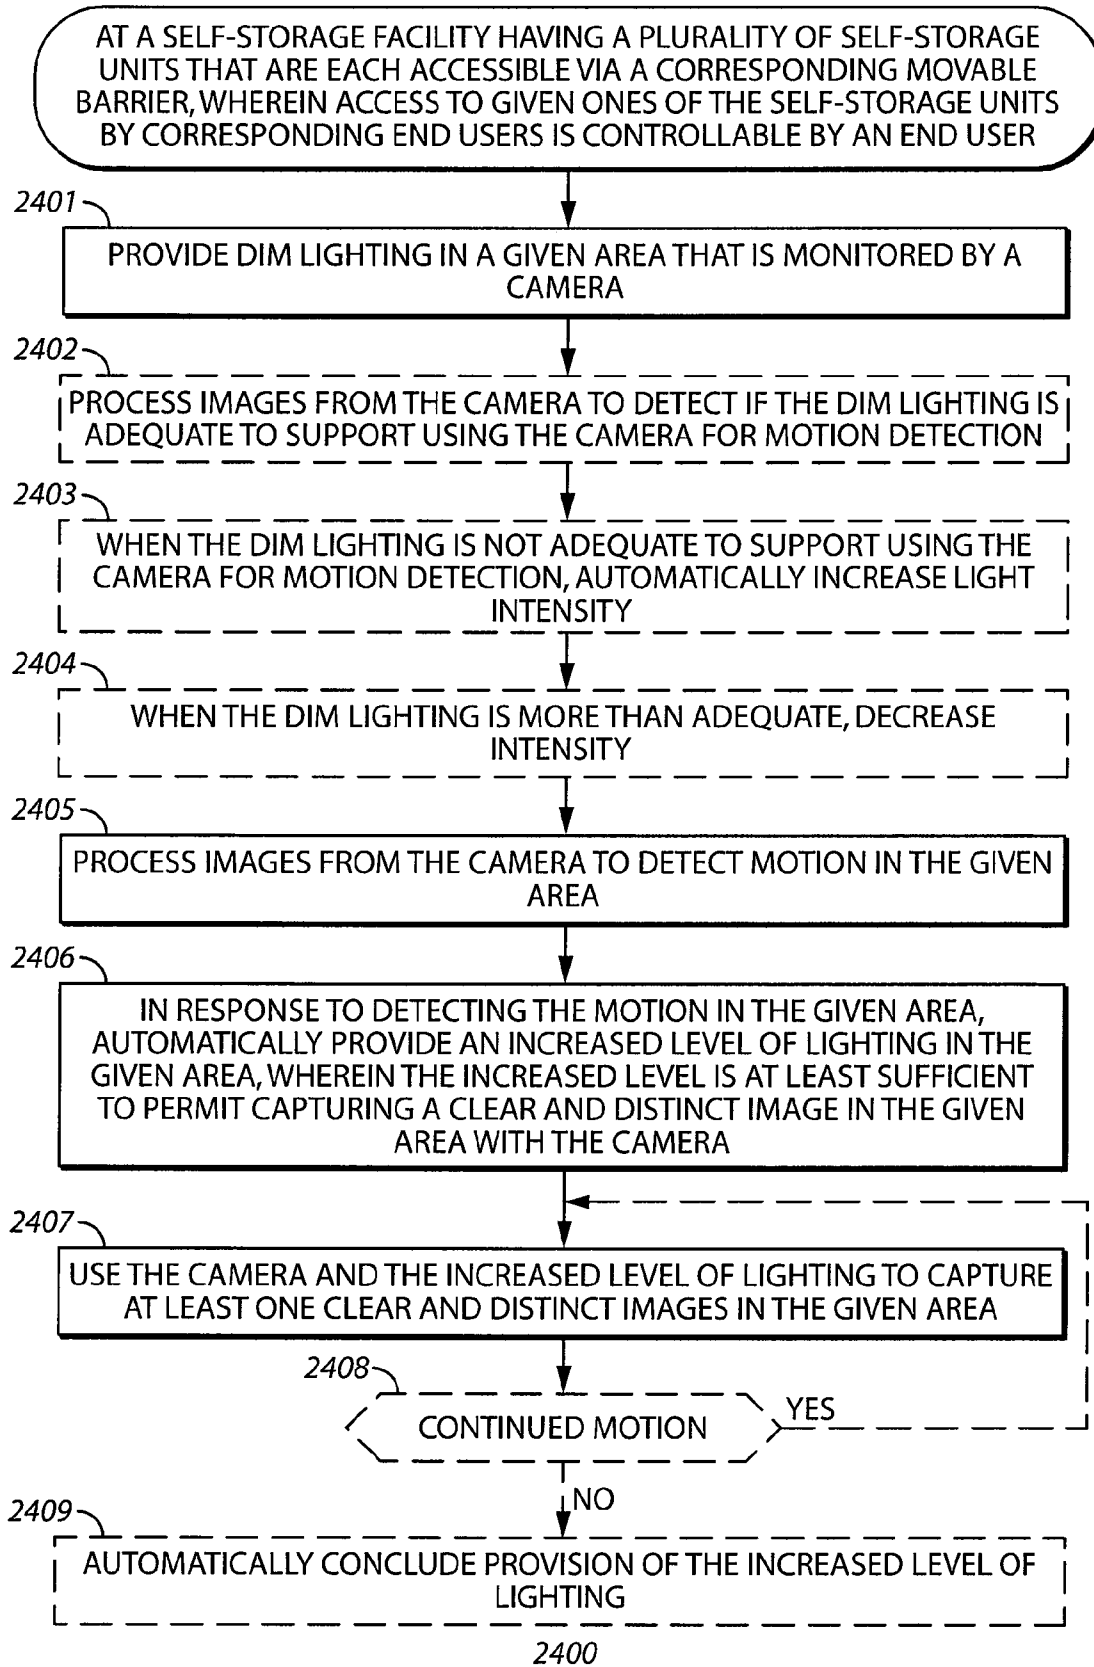 AT A SELF-STORAGE FACILITY HAVING A PLURALITY OF SELF-STORAGE
UNITS THAT ARE EACH ACCESSIBLE VIA A CORRESPONDING MOVABLE
BARRIER, WHEREIN ACCESS TO GIVEN ONES OF THE SELF-STORAGE UNITS
BY CORRESPONDING END USERS IS CONTROLLABLE BY AN END USER
2401
PROVIDE DIM LIGHTING IN A GIVEN AREA THAT IS MONITORED BY A
CAMERA
2402
PROCESS IMAGES FROM THE CAMERA TO DETECT IF THE DIM LIGHTING IS
ADEQUATE TO SUPPORT USING THE CAMERA FOR MOTION DETECTION
2403
WHEN THE DIM LIGHTING IS NOT ADEQUATE TO SUPPORT USING THE
CAMERA FOR MOTION DETECTION, AUTOMATICALLY INCREASE LIGHT
INTENSITY
2404
WHEN THE DIM LIGHTING IS MORE THAN ADEQUATE, DECREASE
INTENSITY
2405
PROCESS IMAGES FROM THE CAMERA TO DETECT MOTION IN THE GIVEN
AREA
2406
IN RESPONSE TO DETECTING THE MOTION IN THE GIVEN AREA,
AUTOMATICALLY PROVIDE AN INCREASED LEVEL OF LIGHTING IN THE
GIVEN AREA, WHEREIN THE INCREASED LEVEL IS AT LEAST SUFFICIENT
TO PERMIT CAPTURING A CLEAR AND DISTINCT IMAGE IN THE GIVEN
AREA WITH THE CAMERA
2407
USE THE CAMERA AND THE INCREASED LEVEL OF LIGHTING TO CAPTURE
AT LEAST ONE CLEAR AND DISTINCT IMAGES IN THE GIVEN AREA
2408
CONTINUED MOTION
YES
NO
2409
AUTOMATICALLY CONCLUDE PROVISION OF THE INCREASED LEVEL OF
LIGHTING
2400